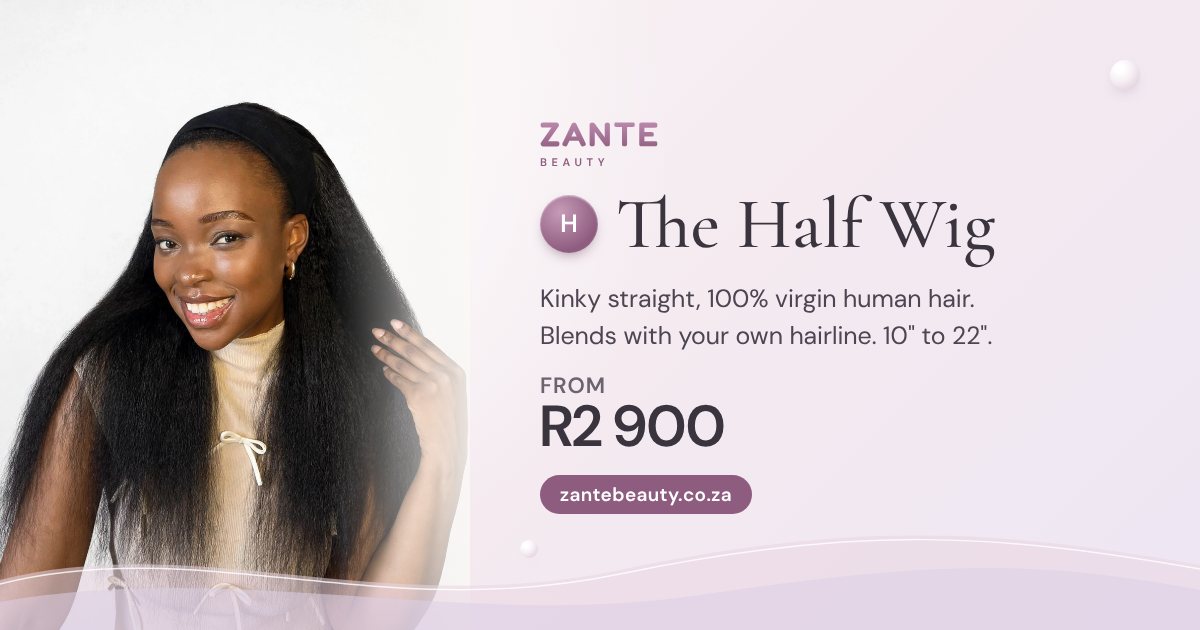 ZANTE
BEAUTY
H
The Half Wig
Kinky straight, 100% virgin human hair.
Blends with your own hairline. 10" to 22".
FROM
R2 900
zantebeauty.co.za